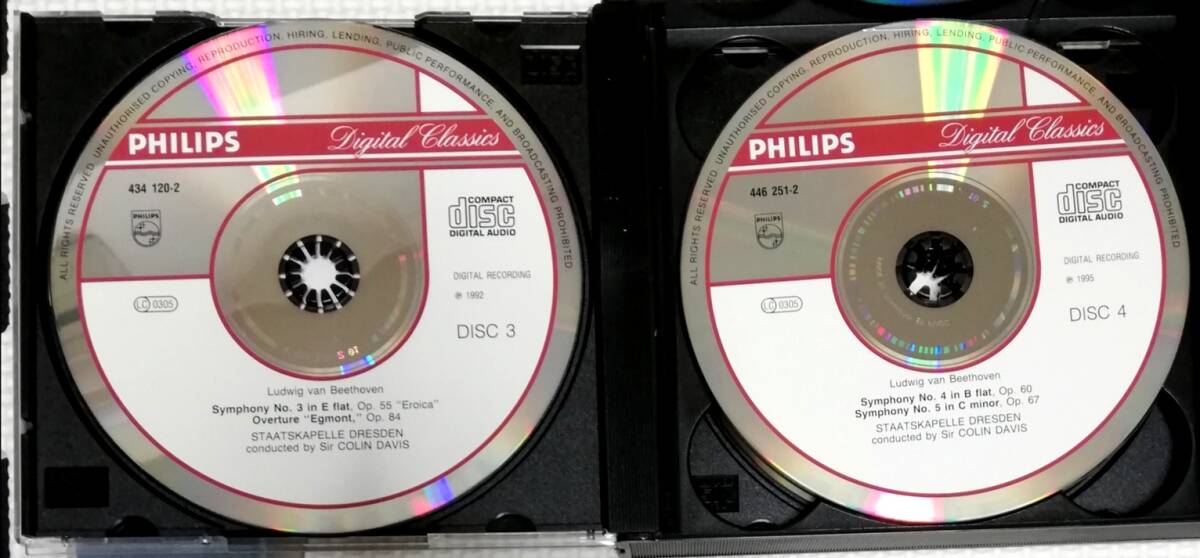 ALL RIGHTS RESERVED. UNAUTHORISED COPYING, REPRODUCTION, HIRING, LENDING, PUBLIC PERFORMANCE, AND BROADCASTING PROHIBITED
PHILIPS Digital Classics
434 120-2
PHILIPS
COMPACT
disc
DIGITAL AUDIO
DIGITAL RECORDING
℗ 1992
LC 0305
DISC 3
Ludwig van Beethoven
Symphony No. 3 in E flat, Op. 55 "Eroica"
Overture "Egmont," Op. 84
STAATSKAPELLE DRESDEN
conducted by Sir COLIN DAVIS
ALL RIGHTS RESERVED. UNAUTHORISED COPYING, REPRODUCTION, HIRING, LENDING, PUBLIC PERFORMANCE, AND BROADCASTING PROHIBITED
PHILIPS Digital Classics
446 251-2
PHILIPS
COMPACT
disc
DIGITAL AUDIO
DIGITAL RECORDING
℗ 1995
LC 0305
DISC 4
Ludwig van Beethoven
Symphony No. 4 in B flat, Op. 60
Symphony No. 5 in C minor, Op. 67
STAATSKAPELLE DRESDEN
conducted by Sir COLIN DAVIS